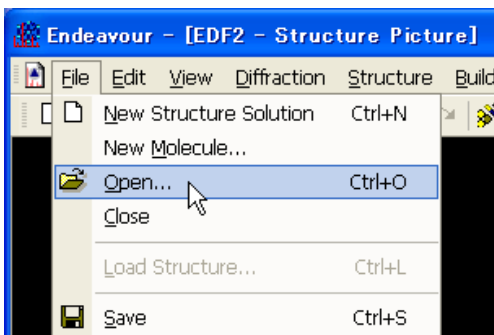 Endeavour - [EDF2 - Structure Picture]
File Edit View Diffraction Structure Build
New Structure Solution Ctrl+N
New Molecule...
Open... Ctrl+O
Close
Load Structure... Ctrl+L
Save Ctrl+S